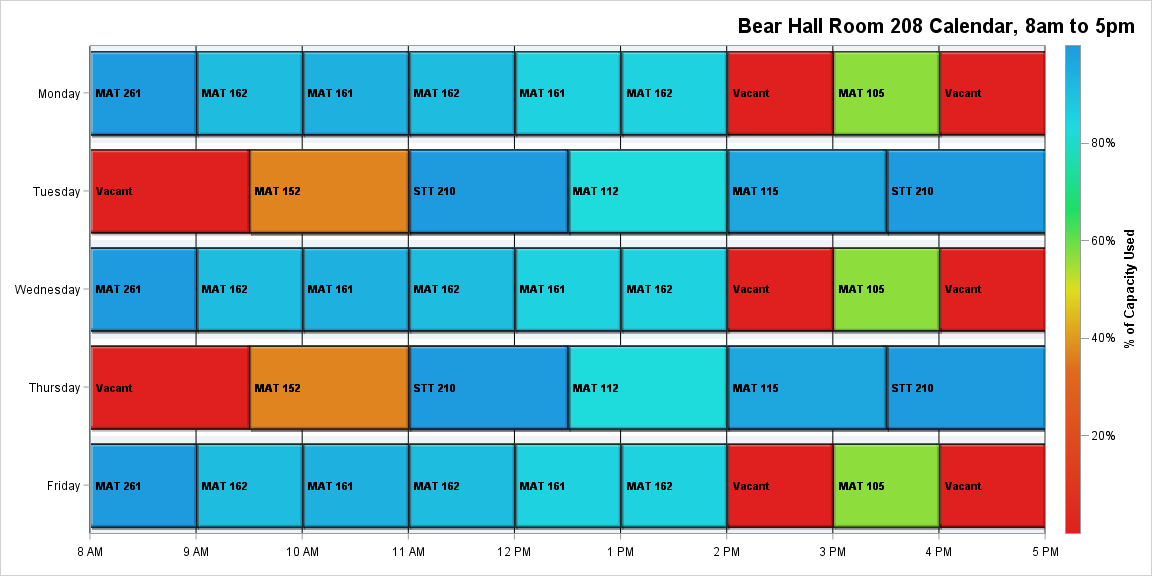 Bear Hall Room 208 Calendar, 8am to 5pm
Monday
MAT 261
MAT 162
MAT 161
MAT 162
MAT 161
MAT 162
Vacant
MAT 105
Vacant
Tuesday
Vacant
MAT 152
STT 210
MAT 112
MAT 115
STT 210
Wednesday
MAT 261
MAT 162
MAT 161
MAT 162
MAT 161
MAT 162
Vacant
MAT 105
Vacant
Thursday
Vacant
MAT 152
STT 210
MAT 112
MAT 115
STT 210
Friday
MAT 261
MAT 162
MAT 161
MAT 162
MAT 161
MAT 162
Vacant
MAT 105
Vacant
8 AM
9 AM
10 AM
11 AM
12 PM
1 PM
2 PM
3 PM
4 PM
5 PM
80%
60%
40%
20%
% of Capacity Used